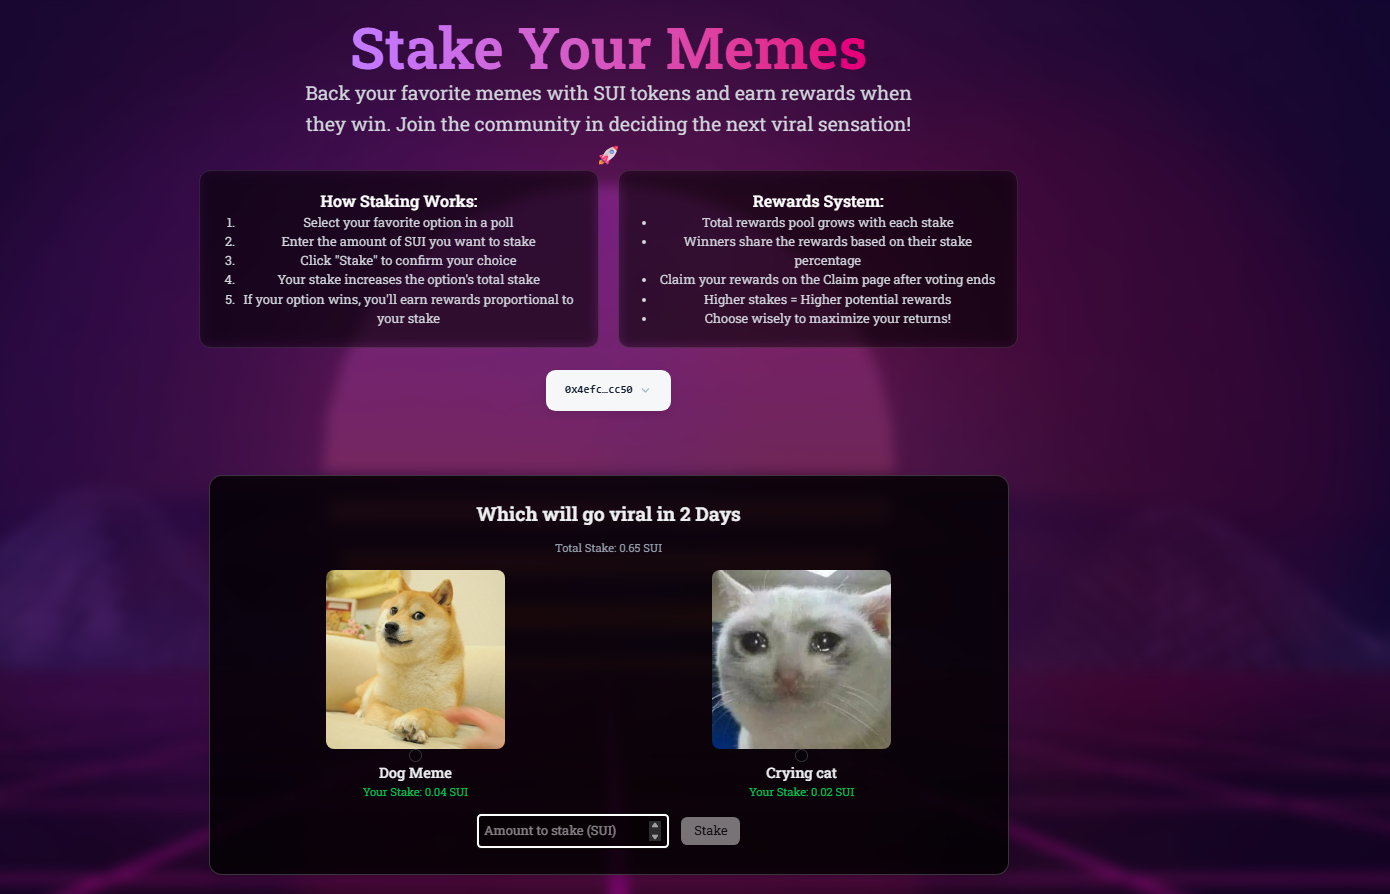 Stake Your Memes
Back your favorite memes with SUI tokens and earn rewards when
they win. Join the community in deciding the next viral sensation!
🚀
How Staking Works:
1. Select your favorite option in a poll
2. Enter the amount of SUI you want to stake
3. Click "Stake" to confirm your choice
4. Your stake increases the option's total stake
5. If your option wins, you'll earn rewards proportional to
your stake
Rewards System:
• Total rewards pool grows with each stake
• Winners share the rewards based on their stake
percentage
• Claim your rewards on the Claim page after voting ends
• Higher stakes = Higher potential rewards
• Choose wisely to maximize your returns!
0x4efc…cc50
Which will go viral in 2 Days
Total Stake: 0.65 SUI
Dog Meme
Your Stake: 0.04 SUI
Crying cat
Your Stake: 0.02 SUI
Amount to stake (SUI)
Stake